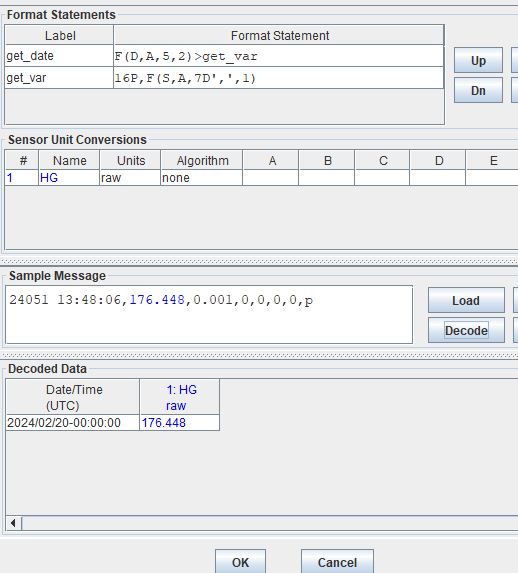 Format Statements
Label Format Statement
get_date F(D,A,5,2)>get_var
get_var 16P,F(S,A,7D',',1)
Up
Dn
Sensor Unit Conversions
# Name Units Algorithm A B C D E
1 HG raw none
Sample Message
24051 13:48:06,176.448,0.001,0,0,0,0,p
Load
Decode
Decoded Data
Date/Time 1: HG
(UTC) raw
2024/02/20-00:00:00 176.448
OK Cancel